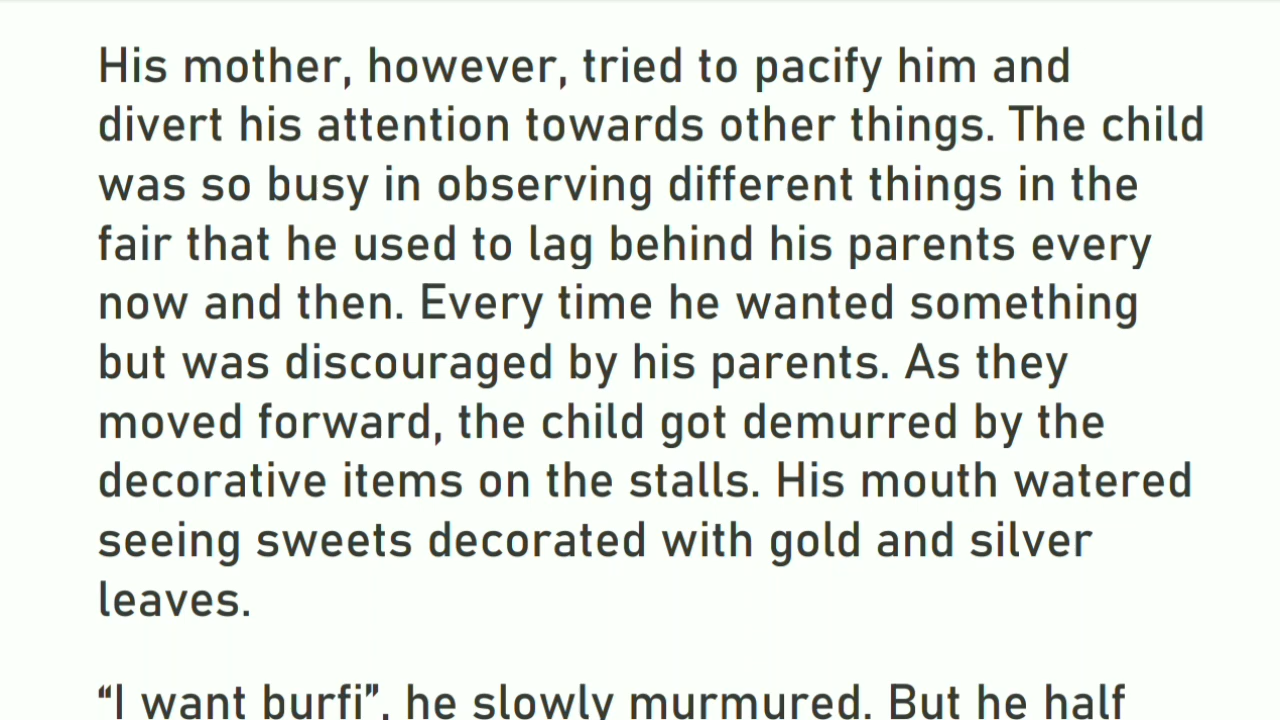 His mother, however, tried to pacify him and
divert his attention towards other things. The child
was so busy in observing different things in the
fair that he used to lag behind his parents every
now and then. Every time he wanted something
but was discouraged by his parents. As they
moved forward, the child got demurred by the
decorative items on the stalls. His mouth watered
seeing sweets decorated with gold and silver
leaves.
“I want burfi”, he slowly murmured. But he half